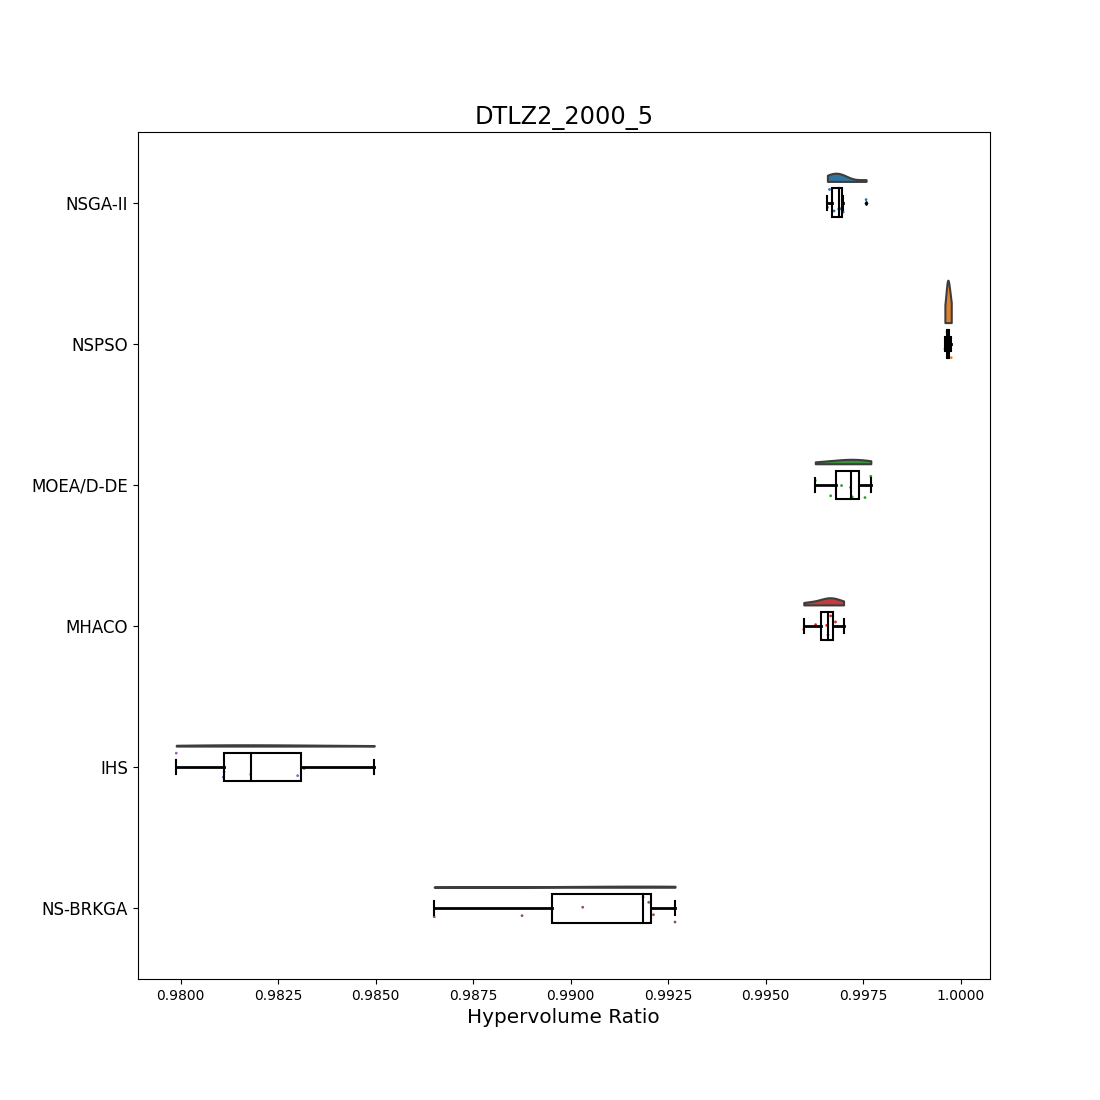 DTLZ2_2000_5
NSGA-II
NSPSO
MOEA/D-DE
MHACO
IHS
NS-BRKGA
0.9800 0.9825 0.9850 0.9875 0.9900 0.9925 0.9950 0.9975 1.0000
Hypervolume Ratio